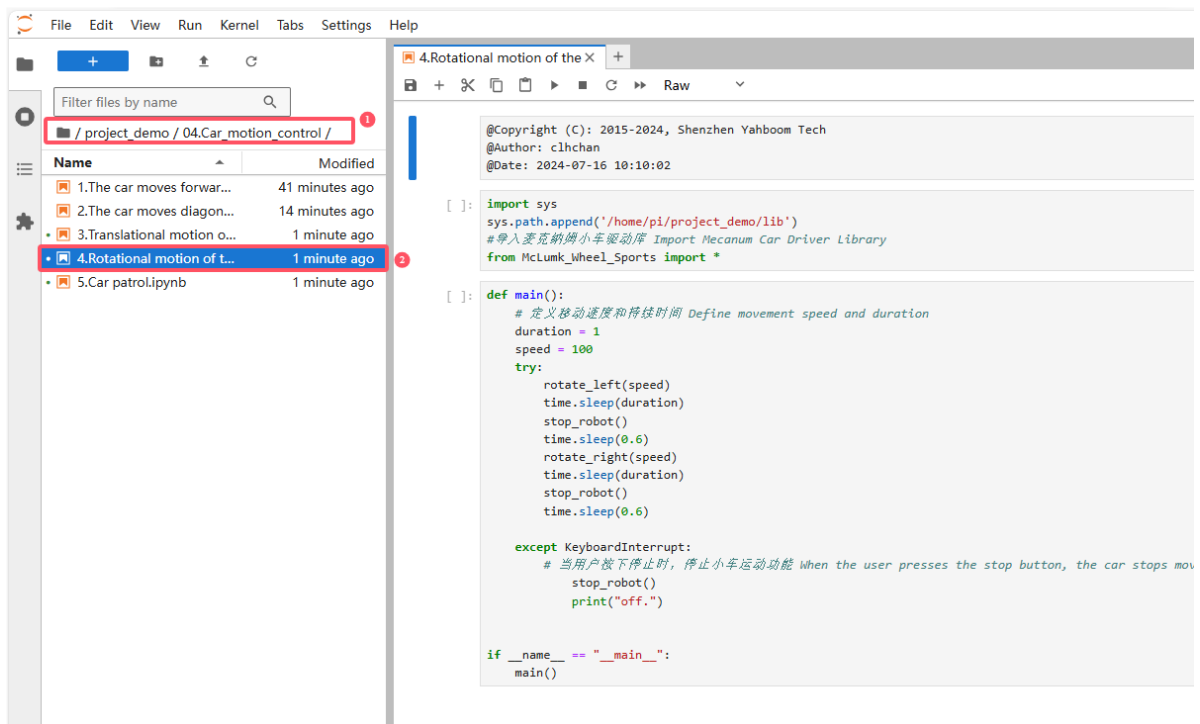 File Edit View Run Kernel Tabs Settings Help
+
Filter files by name
/ project_demo / 04.Car_motion_control /
1
Name Modified
1.The car moves forwar... 41 minutes ago
2.The car moves diagon... 14 minutes ago
3.Translational motion o... 1 minute ago
4.Rotational motion of t... 1 minute ago
2
5.Car patrol.ipynb 1 minute ago
4.Rotational motion of the
+
+ Raw
@Copyright (C): 2015-2024, Shenzhen Yahboom Tech
@Author: clhchan
@Date: 2024-07-16 10:10:02
[ ]:
import sys
sys.path.append('/home/pi/project_demo/lib')
#导入麦克纳姆小车驱动库 Import Mecanum Car Driver Library
from McLumk_Wheel_Sports import *
[ ]:
def main():
# 定义移动速度和持续时间 Define movement speed and duration
duration = 1
speed = 100
try:
rotate_left(speed)
time.sleep(duration)
stop_robot()
time.sleep(0.6)
rotate_right(speed)
time.sleep(duration)
stop_robot()
time.sleep(0.6)
except KeyboardInterrupt:
# 当用户按下停止时，停止小车运动功能 When the user presses the stop button, the car stops mov
stop_robot()
print("off.")
if __name__ == "__main__":
main()